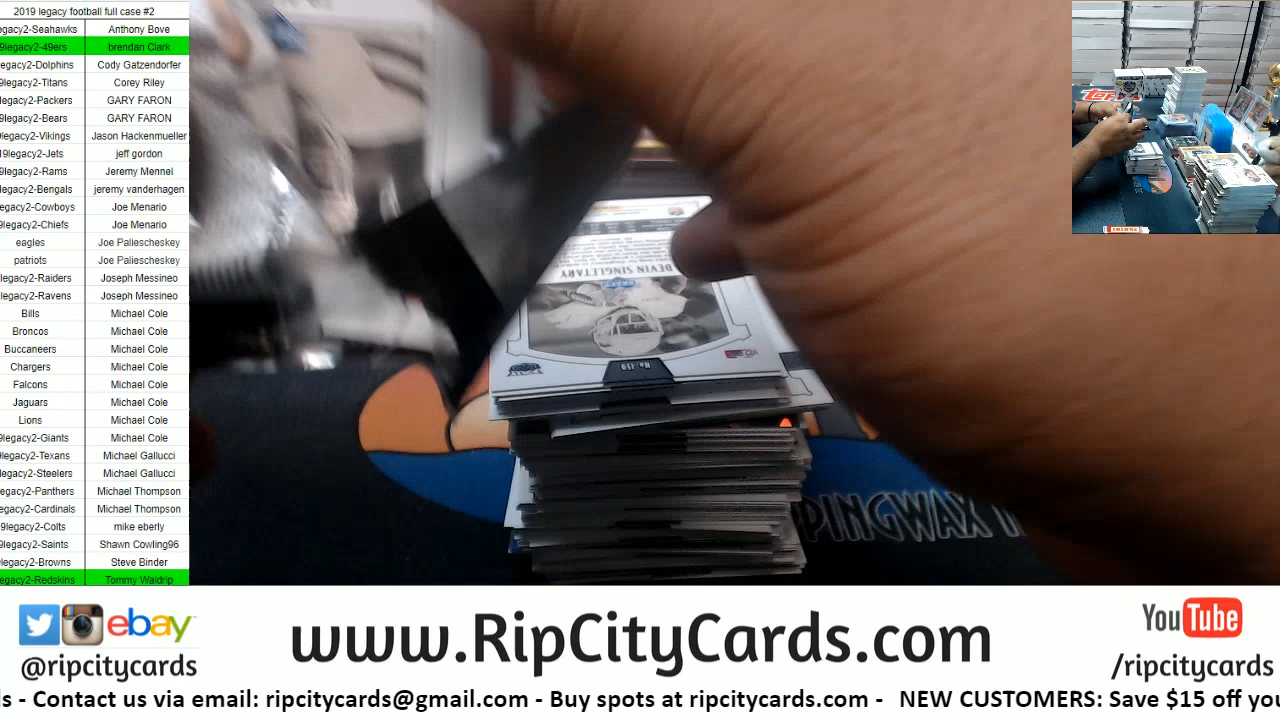 2019 legacy football full case #2
egacy2-Seahawks Anthony Bove
9legacy2-49ers brendan Clark
legacy2-Dolphins Cody Gatzendorfer
9legacy2-Titans Corey Riley
legacy2-Packers GARY FARON
9legacy2-Bears GARY FARON
9legacy2-Vikings Jason Hackenmueller
19legacy2-Jets jeff gordon
9legacy2-Rams Jeremy Mennel
legacy2-Bengals jeremy vanderhagen
egacy2-Cowboys Joe Menario
9legacy2-Chiefs Joe Menario
eagles Joe Paliescheskey
patriots Joe Paliescheskey
legacy2-Raiders Joseph Messineo
legacy2-Ravens Joseph Messineo
Bills Michael Cole
Broncos Michael Cole
Buccaneers Michael Cole
Chargers Michael Cole
Falcons Michael Cole
Jaguars Michael Cole
Lions Michael Cole
9legacy2-Giants Michael Cole
9legacy2-Texans Michael Gallucci
legacy2-Steelers Michael Gallucci
legacy2-Panthers Michael Thompson
egacy2-Cardinals Michael Thompson
9legacy2-Colts mike eberly
9legacy2-Saints Shawn Cowling96
legacy2-Browns Steve Binder
egacy2-Redskins Tommy Waldrip
DEVIN SINGLETARY
No. 159
PINGWAX
ebay
@ripcitycards
www.RipCityCards.com
YouTube
/ripcitycards
ds - Contact us via email: ripcitycards@gmail.com - Buy spots at ripcitycards.com - NEW CUSTOMERS: Save $15 off you